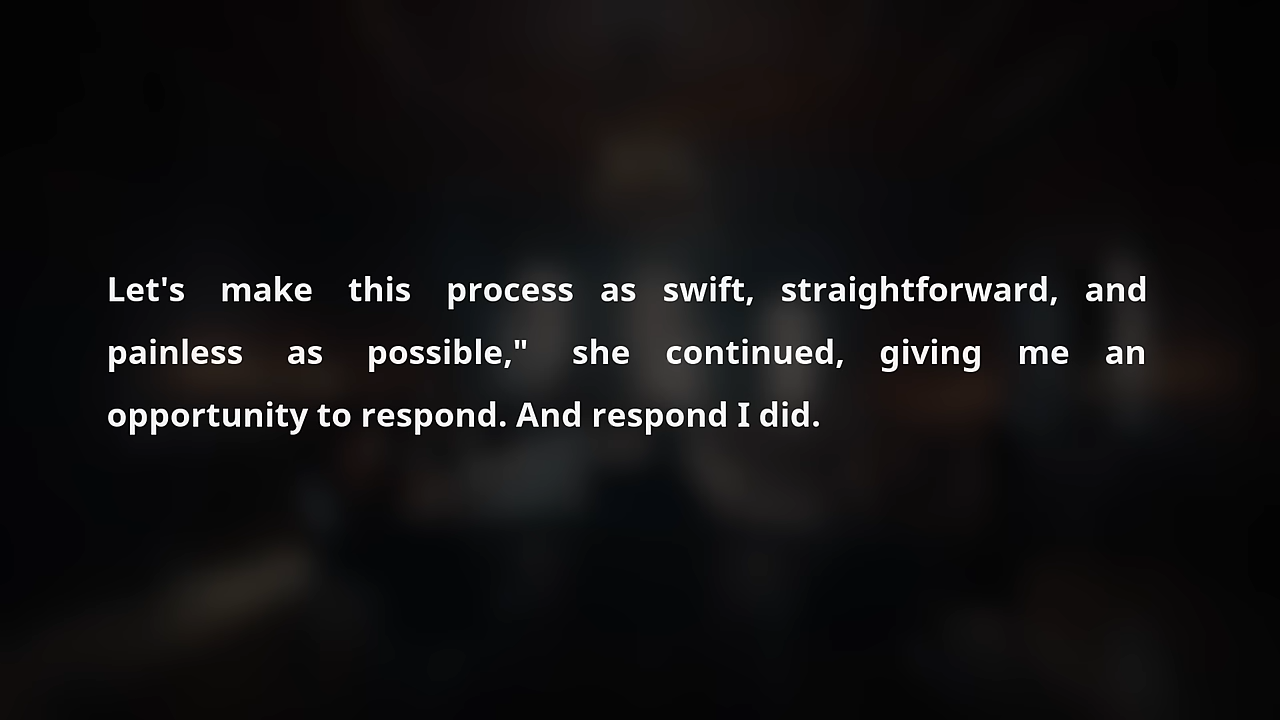 Let's make this process as swift, straightforward, and
painless as possible," she continued, giving me an
opportunity to respond. And respond I did.